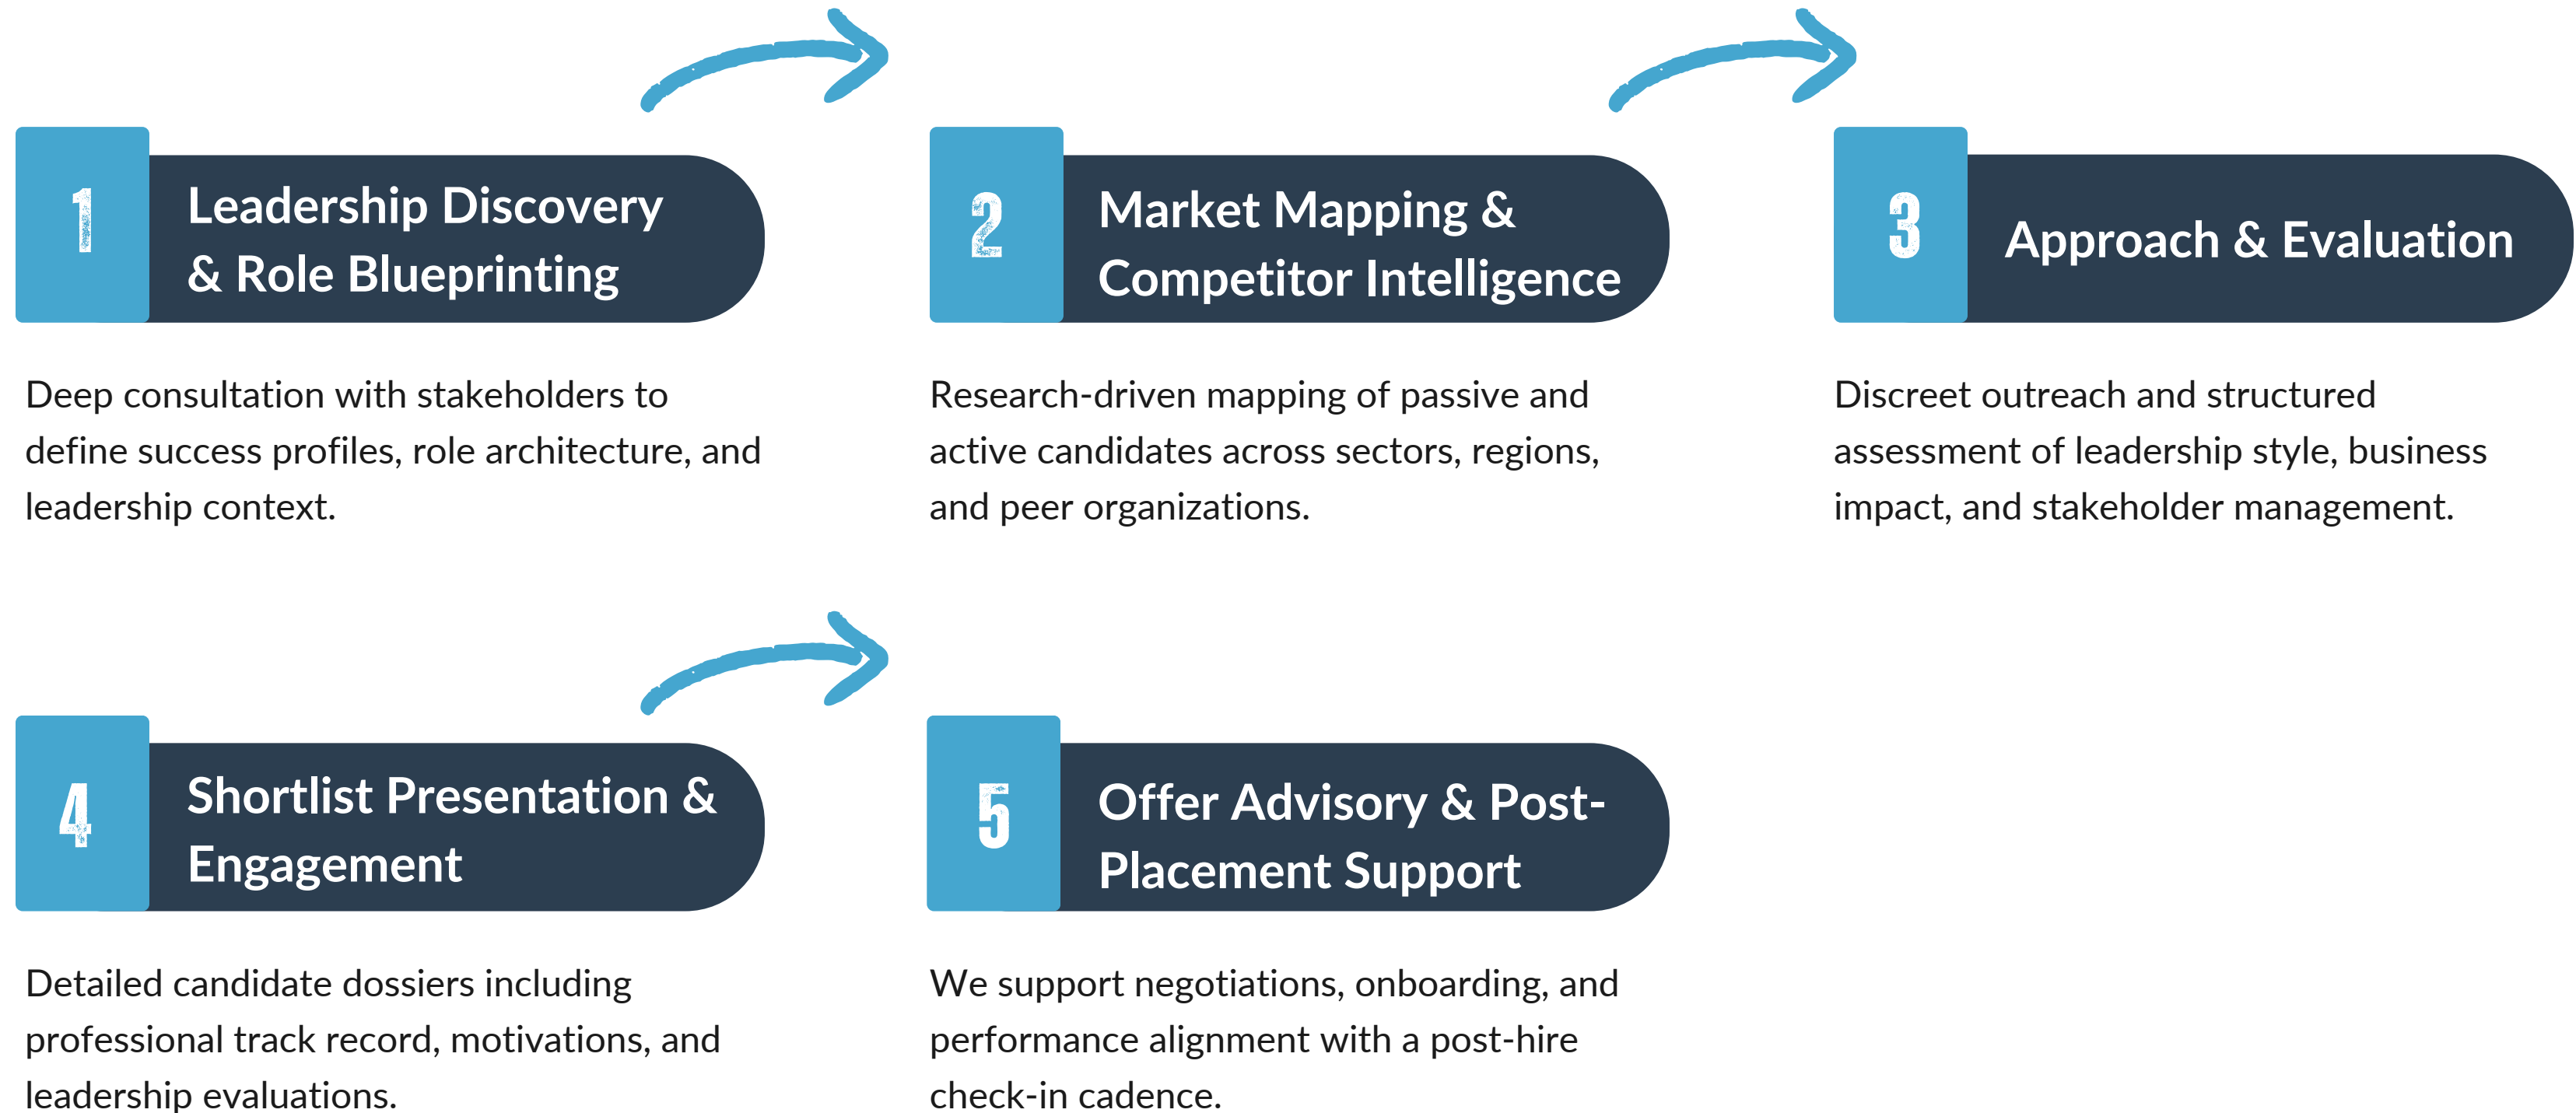 1
Leadership Discovery
& Role Blueprinting
Deep consultation with stakeholders to
define success profiles, role architecture, and
leadership context.
2
Market Mapping &
Competitor Intelligence
Research-driven mapping of passive and
active candidates across sectors, regions,
and peer organizations.
3
Approach & Evaluation
Discreet outreach and structured
assessment of leadership style, business
impact, and stakeholder management.
4
Shortlist Presentation &
Engagement
Detailed candidate dossiers including
professional track record, motivations, and
leadership evaluations.
5
Offer Advisory & Post-
Placement Support
We support negotiations, onboarding, and
performance alignment with a post-hire
check-in cadence.